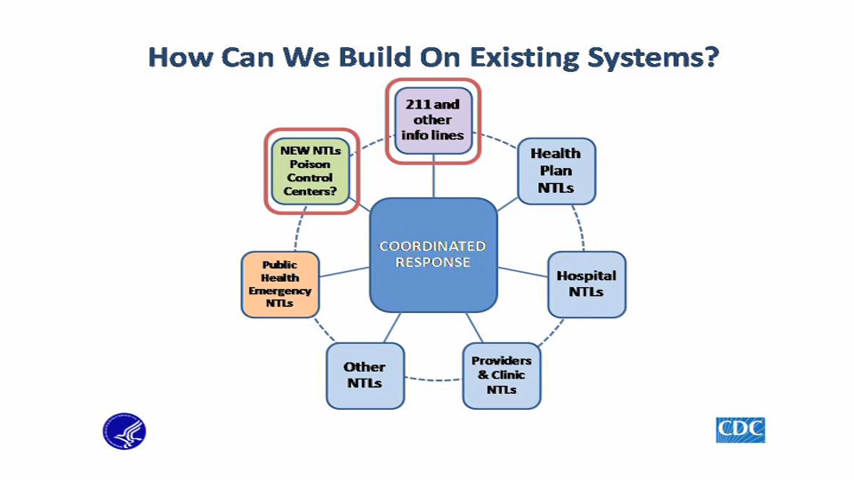 How Can We Build On Existing Systems?
211 and
other
info lines
NEW NTLs
Poison
Control
Centers?
Health
Plan
NTLs
COORDINATED
RESPONSE
Public
Health
Emergency
NTLs
Hospital
NTLs
Other
NTLs
Providers
& Clinic
NTLs
CDC